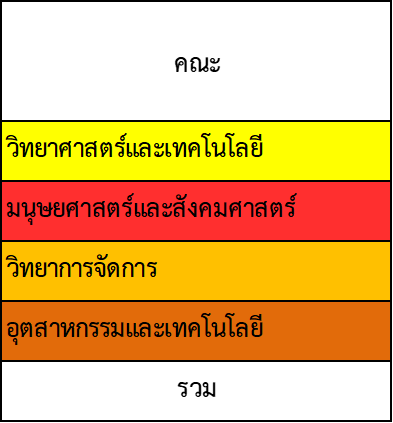 คณะ
วิทยาศาสตร์และเทคโนโลยี
มนุษยศาสตร์และสังคมศาสตร์
วิทยาการจัดการ
อุตสาหกรรมและเทคโนโลยี
รวม